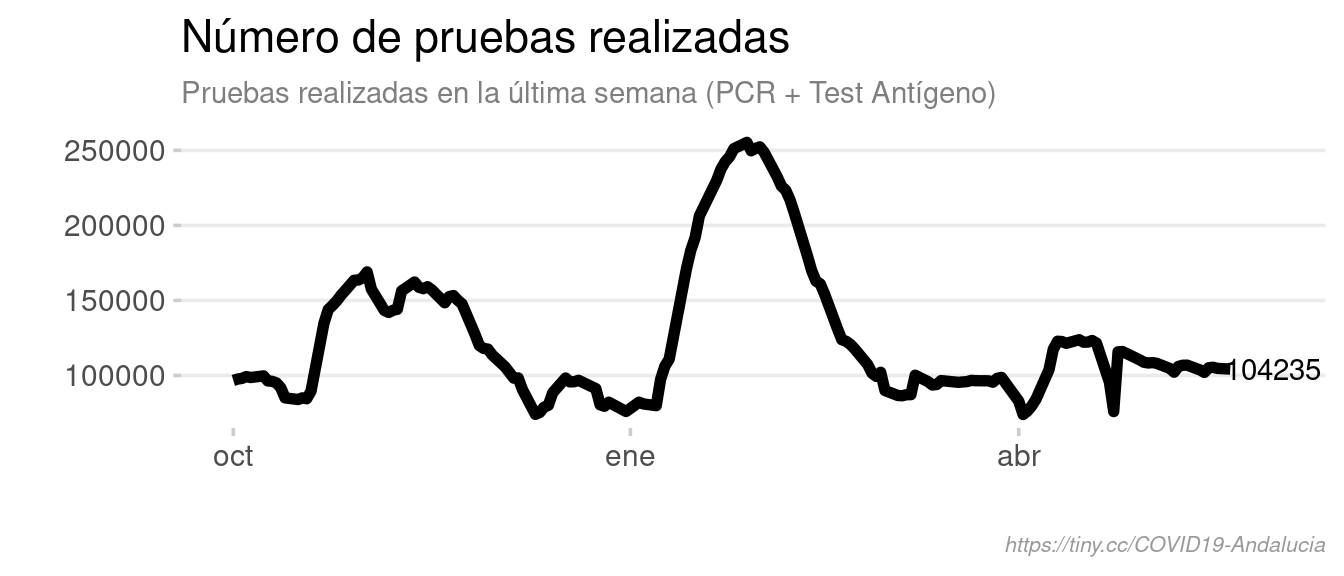 Número de pruebas realizadas
Pruebas realizadas en la última semana (PCR + Test Antígeno)
250000
200000
150000
100000
104235
oct ene abr
https://tiny.cc/COVID19-Andalucia